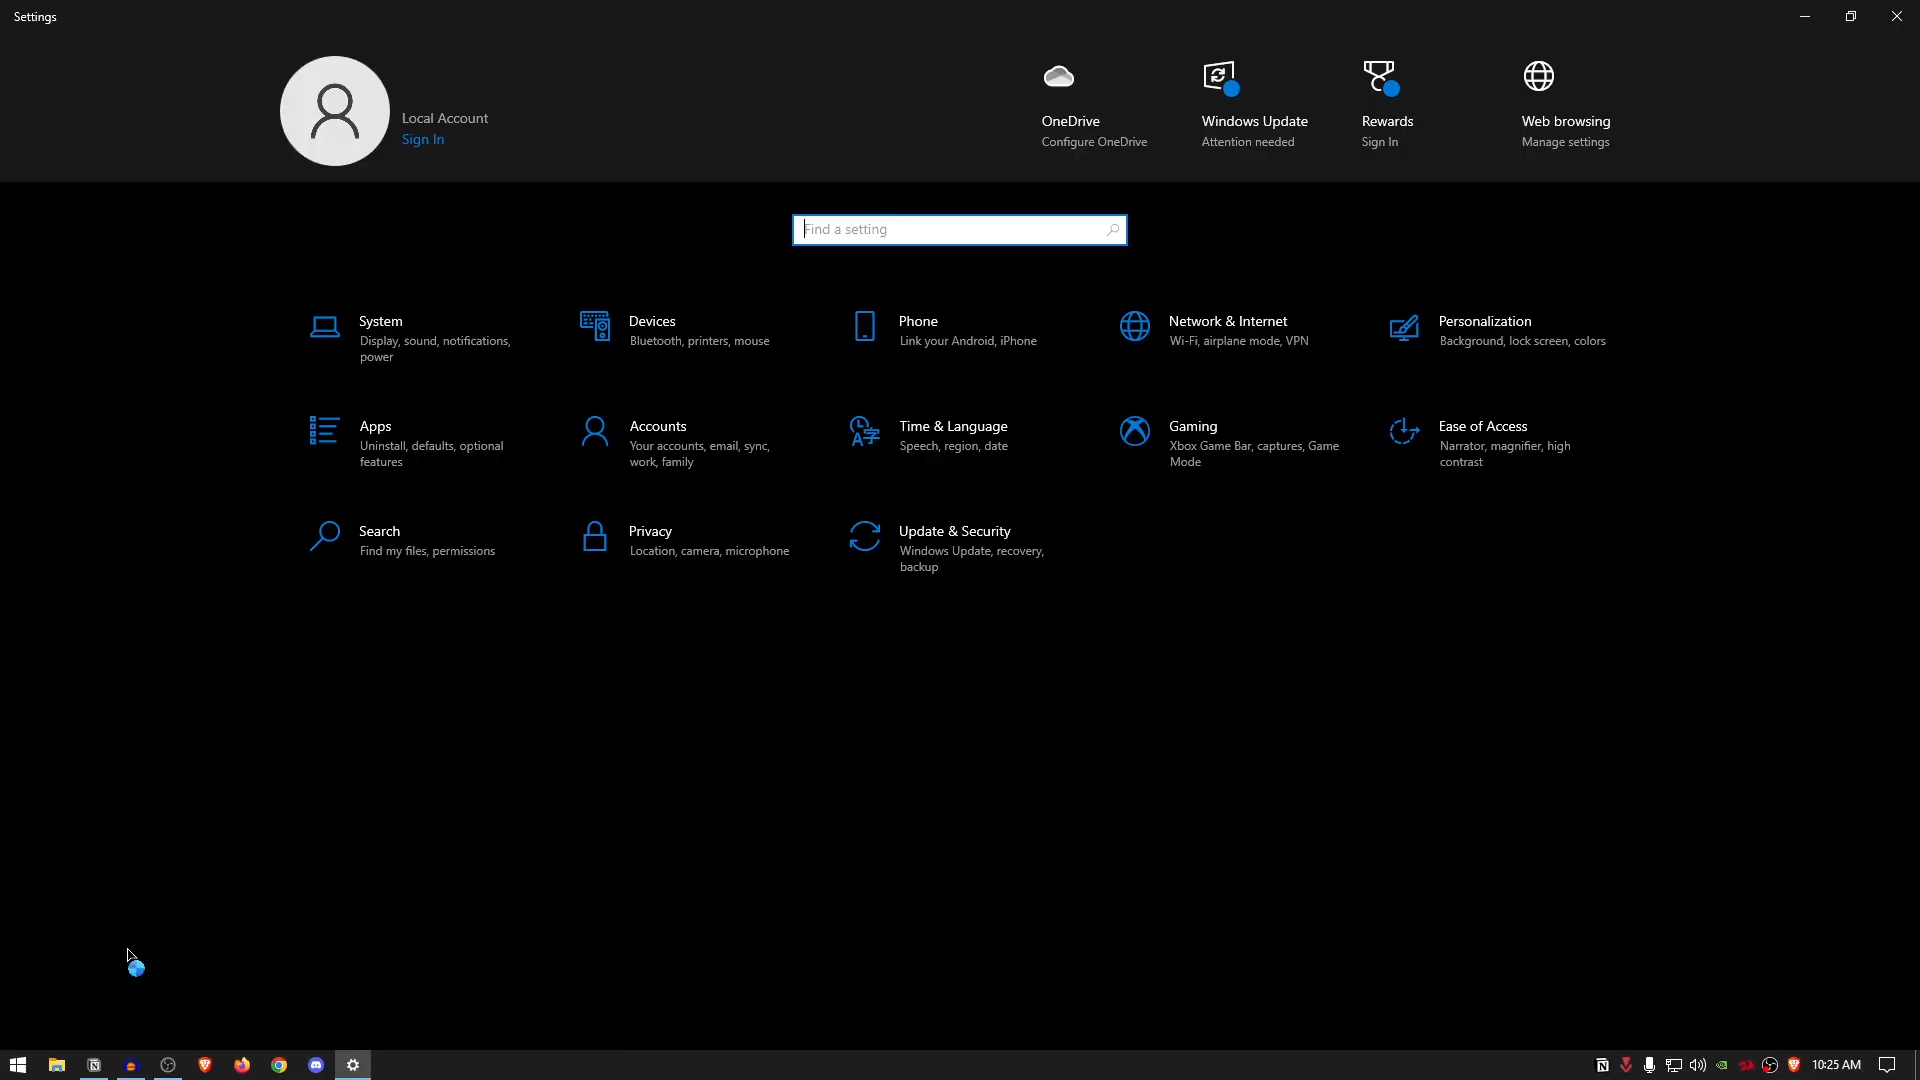 Settings
Local Account
Sign In
OneDrive
Configure OneDrive
Windows Update
Attention needed
Rewards
Sign In
Web browsing
Manage settings
Find a setting
System
Display, sound, notifications,
power
Devices
Bluetooth, printers, mouse
Phone
Link your Android, iPhone
Network & Internet
Wi-Fi, airplane mode, VPN
Personalization
Background, lock screen, colors
Apps
Uninstall, defaults, optional
features
Accounts
Your accounts, email, sync,
work, family
Time & Language
Speech, region, date
Gaming
Xbox Game Bar, captures, Game
Mode
Ease of Access
Narrator, magnifier, high
contrast
Search
Find my files, permissions
Privacy
Location, camera, microphone
Update & Security
Windows Update, recovery,
backup
10:25 AM